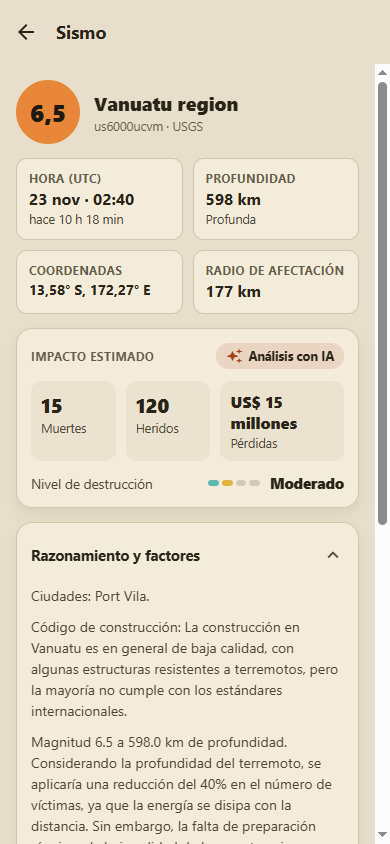 Sismo
6,5
Vanuatu region
us6000ucvm · USGS
HORA (UTC)
23 nov · 02:40
hace 10 h 18 min
PROFUNDIDAD
598 km
Profunda
COORDENADAS
13,58° S, 172,27° E
RADIO DE AFECTACIÓN
177 km
IMPACTO ESTIMADO
Análisis con IA
15
Muertes
120
Heridos
US$ 15
millones
Pérdidas
Nivel de destrucción
Moderado
Razonamiento y factores
Ciudades: Port Vila.
Código de construcción: La construcción en
Vanuatu es en general de baja calidad, con
algunas estructuras resistentes a terremotos, pero
la mayoría no cumple con los estándares
internacionales.
Magnitud 6.5 a 598.0 km de profundidad.
Considerando la profundidad del terremoto, se
aplicaría una reducción del 40% en el número de
víctimas, ya que la energía se disipa con la
distancia. Sin embargo, la falta de preparación